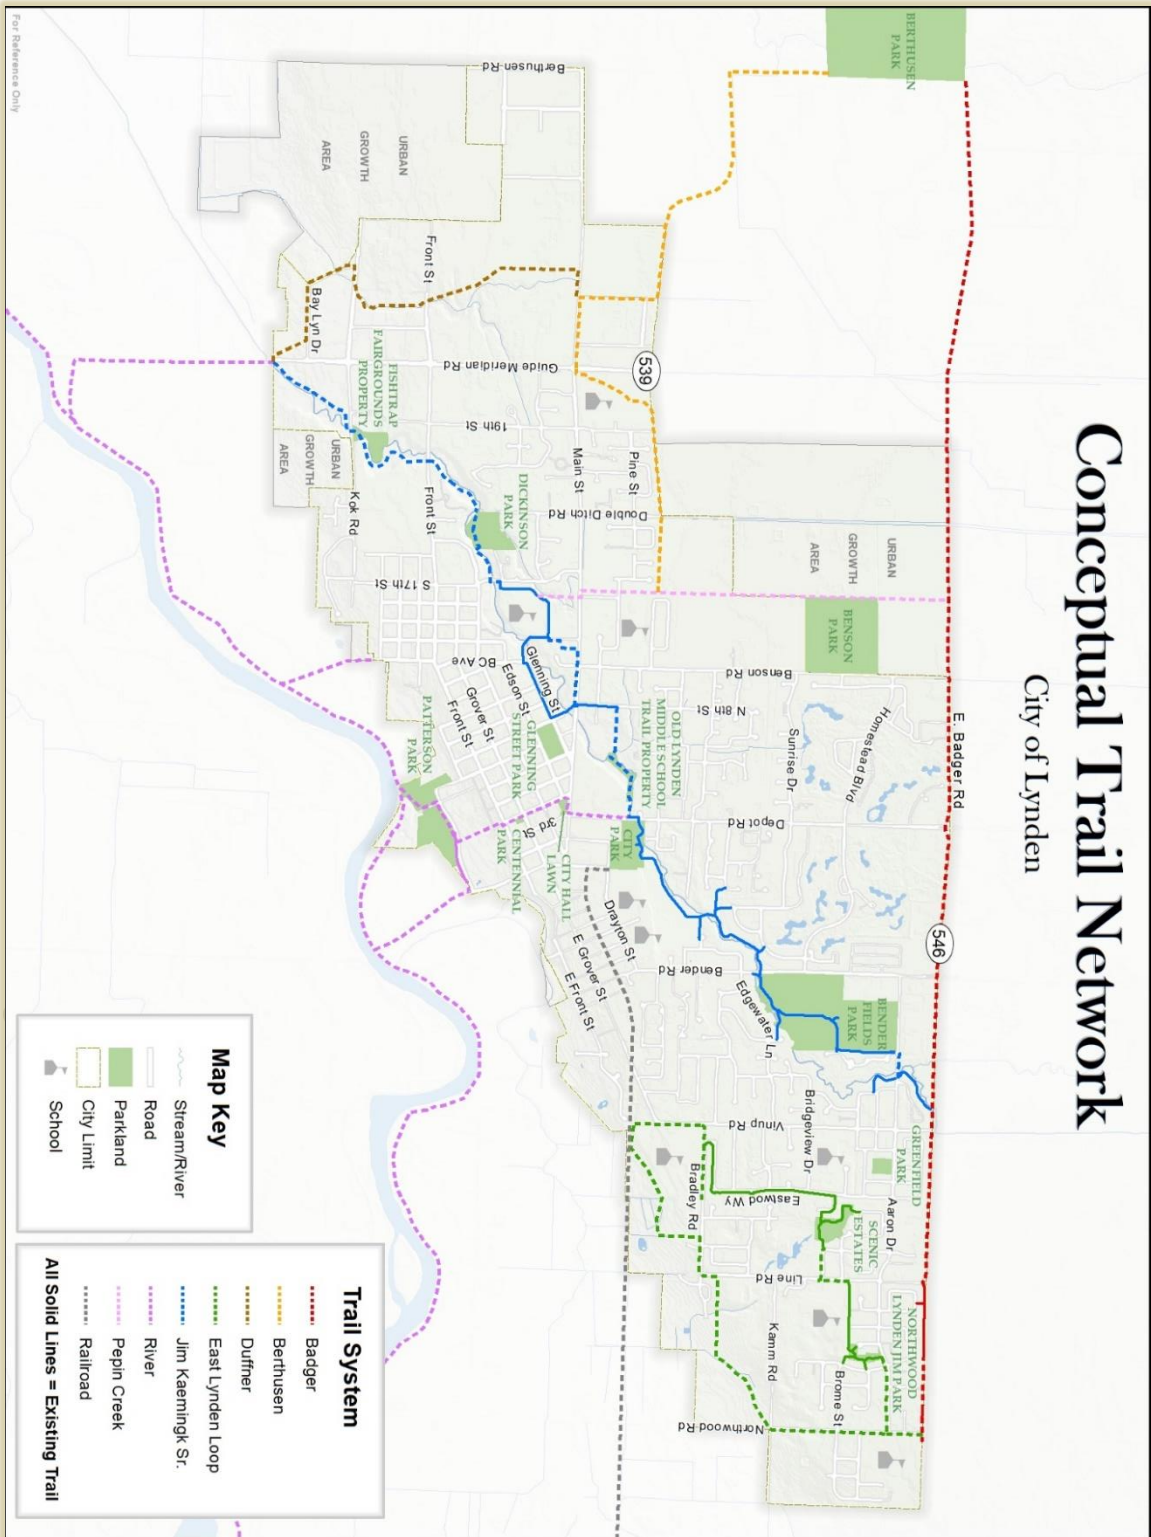 Conceptual Trail Network
City of Lynden
BERTHUSEN
PARK
E. Badger Rd
546
Berthusen Rd
URBAN
GROWTH
AREA
Front St
Bay Lyn Dr
Guide Meridian Rd
539
FISHTRAP
FAIRGROUNDS
PROPERTY
19th St
Main St
Pine St
Double Ditch Rd
DICKINSON
PARK
URBAN
GROWTH
AREA
Kok Rd
Front St
S 17th St
URBAN
GROWTH
AREA
BENSON
PARK
Benson Rd
Homestead Blvd
N 8th St
Sunrise Dr
Depot Rd
BC Ave
Glenning St
Edson St
Grover St
Front St
OLD LYNDEN
MIDDLE SCHOOL
TRAIL PROPERTY
GLENNING
STREET PARK
PATTERSON
PARK
3rd St
CENTENNIAL
PARK
CITY HALL
LAWN
CITY
PARK
Drayton St
E Grover St
E Front St
Bender Rd
Edgewater Ln
BENDER
FIELDS
PARK
Vinup Rd
Bridgeview Dr
GREENFIELD
PARK
Bradley Rd
Eastwod Wy
Aaron Dr
SCENIC
ESTATES
Line Rd
NORTHWOOD
LYNDEN JIM PARK
Kamm Rd
Brome St
Northwood Rd
Map Key
Stream/River
Road
Parkland
City Limit
School
Trail System
Badger
Berthusen
Duffner
East Lynden Loop
Jim Kaemingk Sr.
River
Pepin Creek
Railroad
All Solid Lines = Existing Trail
For Reference Only